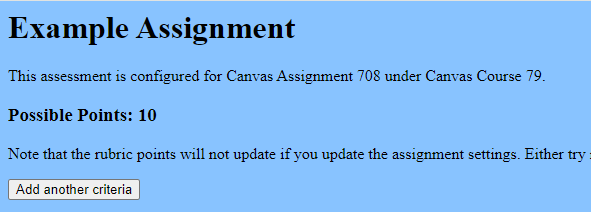 Example Assignment
This assessment is configured for Canvas Assignment 708 under Canvas Course 79.
Possible Points: 10
Note that the rubric points will not update if you update the assignment settings. Either try
Add another criteria